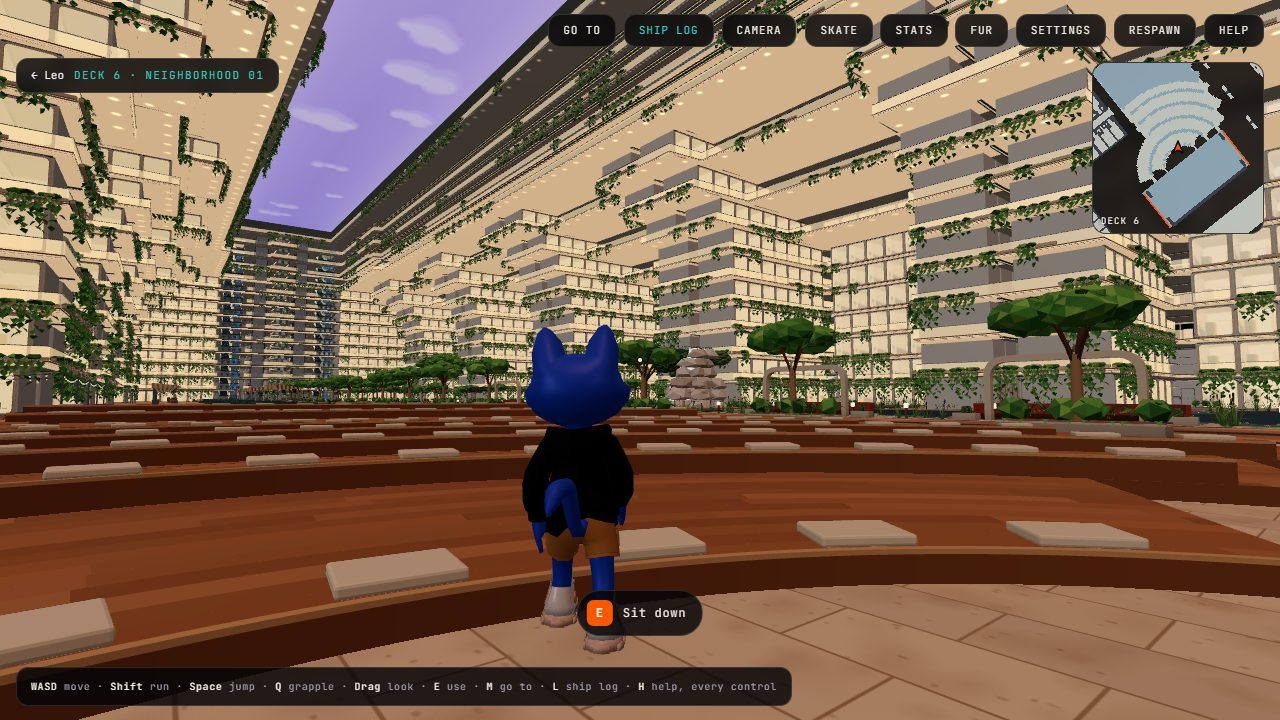 GO TO
SHIP LOG
CAMERA
SKATE
STATS
FUR
SETTINGS
RESPAWN
HELP
← Leo DECK 6 · NEIGHBORHOOD 01
DECK 6
E Sit down
WASD move · Shift run · Space jump · Q grapple · Drag look · E use · M go to · L ship log · H help, every control